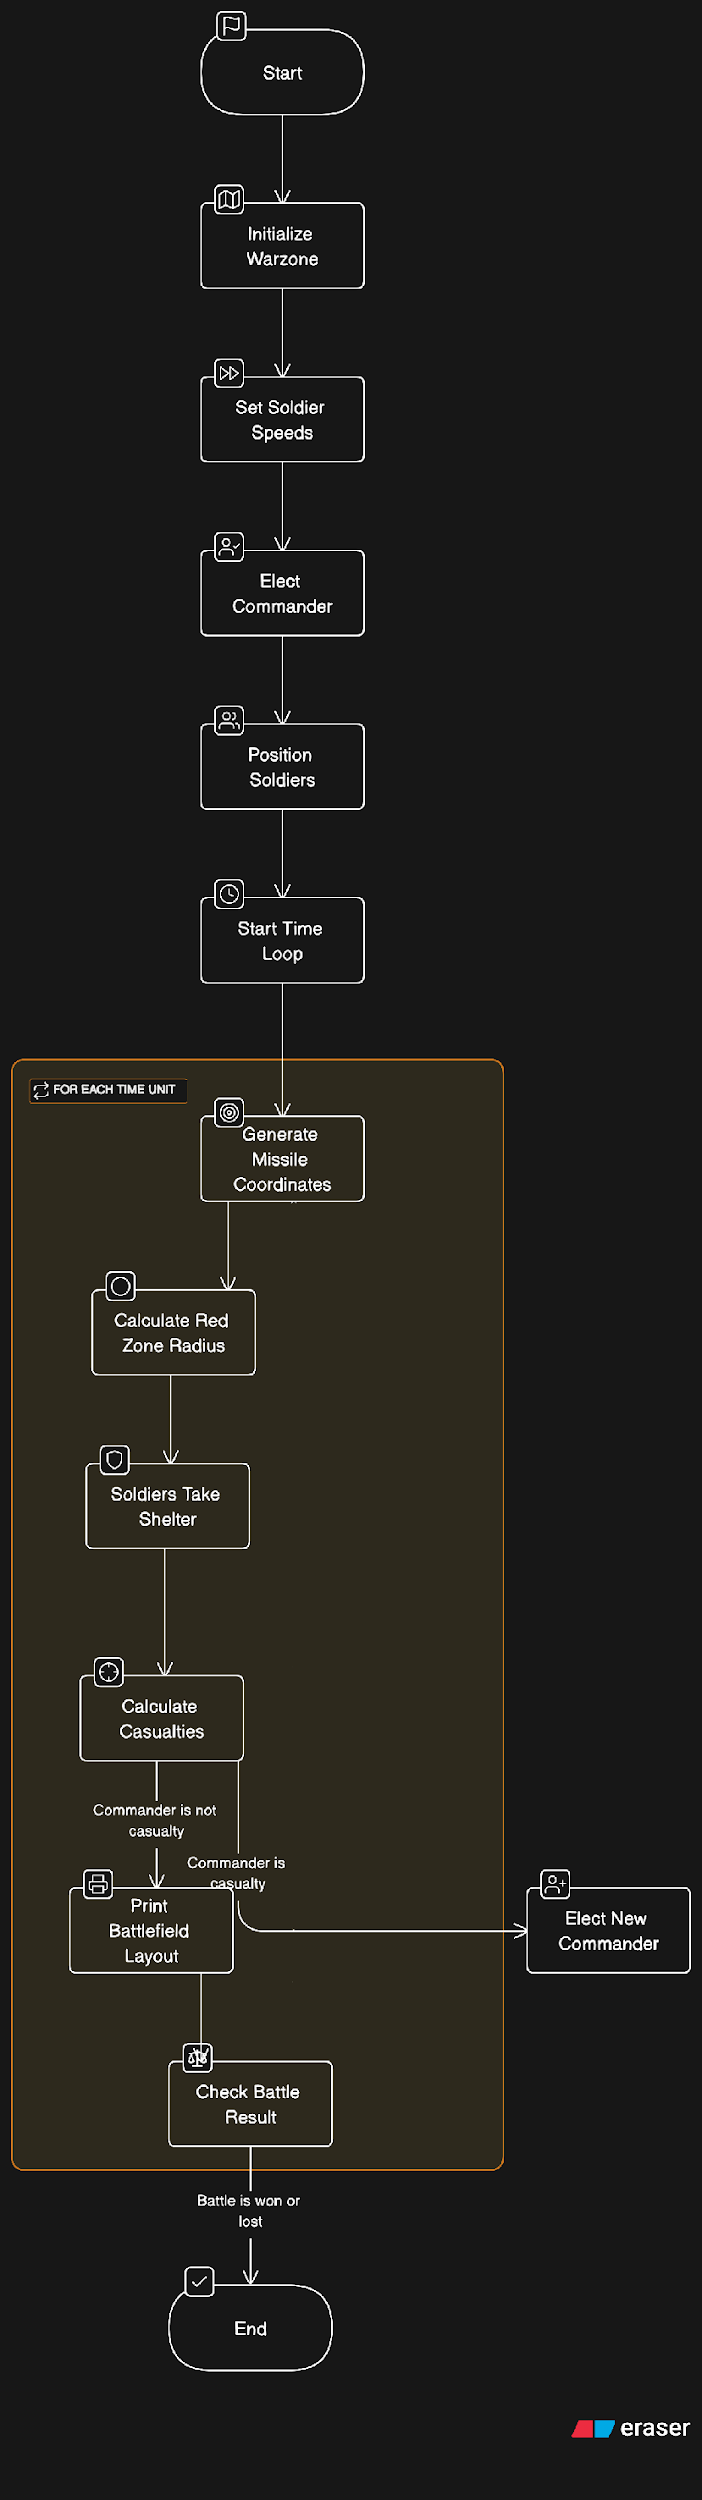 Start
Initialize
Warzone
Set Soldier
Speeds
Elect
Commander
Position
Soldiers
Start Time
Loop
FOR EACH TIME UNIT
Generate
Missile
Coordinates
Calculate Red
Zone Radius
Soldiers Take
Shelter
Calculate
Casualties
Commander is not
casualty
Commander is
casualty
Print
Battlefield
Layout
Elect New
Commander
Check Battle
Result
Battle is won or
lost
End
eraser